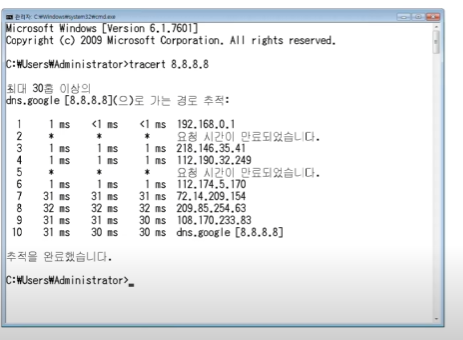 관리자: C:\Windows\system32\cmd.exe
Microsoft Windows [Version 6.1.7601]
Copyright (c) 2009 Microsoft Corporation. All rights reserved.
C:₩Users₩Administrator>tracert 8.8.8.8
최대 30홉 이상의
dns.google [8.8.8.8](으)로 가는 경로 추적:
1 1 ms <1 ms <1 ms 192.168.0.1
2 * * * 요청 시간이 만료되었습니다.
3 1 ms 1 ms 1 ms 218.146.35.41
4 1 ms 1 ms 1 ms 112.190.32.249
5 * * * 요청 시간이 만료되었습니다.
6 1 ms 1 ms 1 ms 112.174.5.170
7 31 ms 31 ms 31 ms 72.14.209.154
8 32 ms 32 ms 32 ms 209.85.254.63
9 31 ms 31 ms 30 ms 108.170.233.83
10 31 ms 30 ms 30 ms dns.google [8.8.8.8]
추적을 완료했습니다.
C:₩Users₩Administrator>